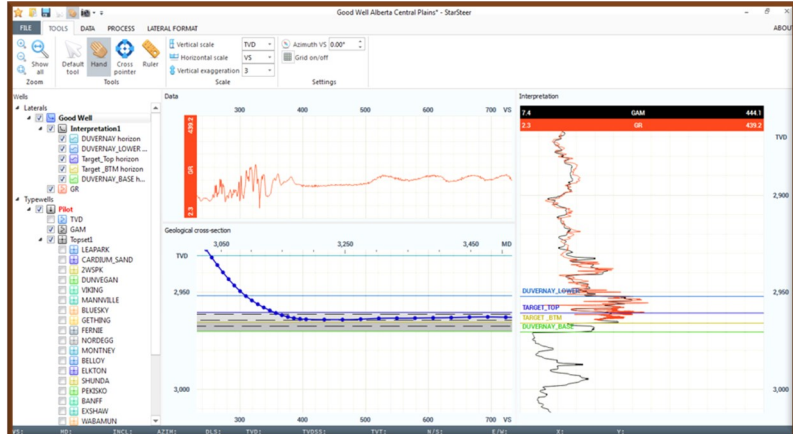 Good Well Alberta Central Plains* - StarSteer
FILE TOOLS DATA PROCESS LATERAL FORMAT ABOU
Show all
Zoom
Default tool
Hand
Cross pointer
Ruler
Tools
Vertical scale TVD
Horizontal scale VS
Vertical exaggeration 3
Scale
Azimuth VS 0.00°
Grid on/off
Settings
Wells
Laterals
Good Well
Interpretation1
DUVERNAY horizon
DUVERNAY_LOWER ...
Target_Top horizon
Target_BTM horizon
DUVERNAY_BASE h...
GR
Typewells
Pilot
TVD
GAM
Topset1
LEAPARK
CARDIUM_SAND
2WSPK
DUNVEGAN
VIKING
MANNVILLE
BLUESKY
GETHING
FERNIE
NORDEGG
MONTNEY
BELLOY
ELKTON
SHUNDA
PEKISKO
BANFF
EXSHAW
WABAMUN
Data
300 400 500 600 700 VS
439.2
GR
2.3
Geological cross-section
3,050 3,250 3,450 MD
TVD
2,950
3,000
300 400 500 600 700 VS
Interpretation
7.4 GAM 444.1
2.3 GR 439.2
TVD
2,900
DUVERNAY_LOWER
2,950
TARGET_TOP
TARGET_BTM
DUVERNAY_BASE
3,000
VS: MD: INCL: AZIM: DLS: TVD: TVDSS: TVT: N/S: E/W: X: Y: